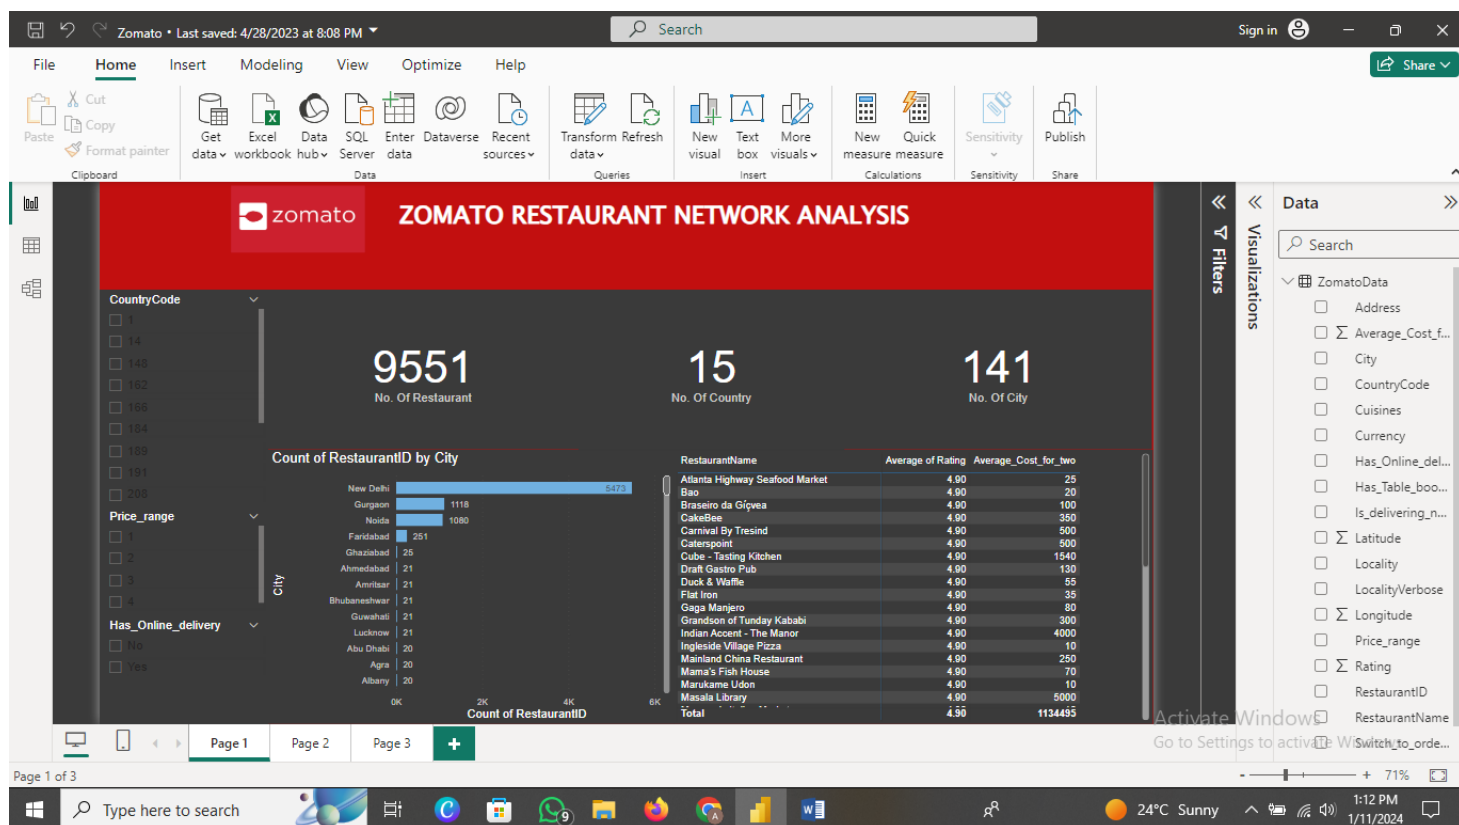 Zomato • Last saved: 4/28/2023 at 8:08 PM
Search
Sign in
File Home Insert Modeling View Optimize Help
Share
Paste
Cut
Copy
Format painter
Clipboard
Get data
Excel workbook
Data hub
SQL Server
Enter data
Dataverse
Recent sources
Data
Transform data
Refresh
Queries
New visual
Text box
More visuals
Insert
New measure
Quick measure
Calculations
Sensitivity
Sensitivity
Publish
Share
zomato
ZOMATO RESTAURANT NETWORK ANALYSIS
CountryCode
1
14
148
162
166
184
189
191
208
Price_range
1
2
3
4
Has_Online_delivery
No
Yes
9551
No. Of Restaurant
15
No. Of Country
141
No. Of City
Count of RestaurantID by City
City
New Delhi 5473
Gurgaon 1118
Noida 1080
Faridabad 251
Ghaziabad 25
Ahmedabad 21
Amritsar 21
Bhubaneshwar 21
Guwahati 21
Lucknow 21
Abu Dhabi 20
Agra 20
Albany 20
0K 2K 4K 6K
Count of RestaurantID
RestaurantName Average of Rating Average_Cost_for_two
Atlanta Highway Seafood Market 4.90 25
Bao 4.90 20
Braseiro da Gíçvea 4.90 100
CakeBee 4.90 350
Carnival By Tresind 4.90 500
Caterspoint 4.90 500
Cube - Tasting Kitchen 4.90 1540
Draft Gastro Pub 4.90 130
Duck & Waffle 4.90 55
Flat Iron 4.90 35
Gaga Manjero 4.90 80
Grandson of Tunday Kababi 4.90 300
Indian Accent - The Manor 4.90 4000
Ingleside Village Pizza 4.90 10
Mainland China Restaurant 4.90 250
Mama's Fish House 4.90 70
Marukame Udon 4.90 10
Masala Library 4.90 5000
Total 4.90 1134495
Filters
Visualizations
Data
Search
ZomatoData
Address
Average_Cost_f...
City
CountryCode
Cuisines
Currency
Has_Online_del...
Has_Table_boo...
Is_delivering_n...
Latitude
Locality
LocalityVerbose
Longitude
Price_range
Rating
RestaurantID
RestaurantName
Switch_to_orde...
Activate Windows
Go to Settings to activate Windows.
Page 1 Page 2 Page 3
Page 1 of 3
71%
Type here to search
9
24°C Sunny
1:12 PM
1/11/2024